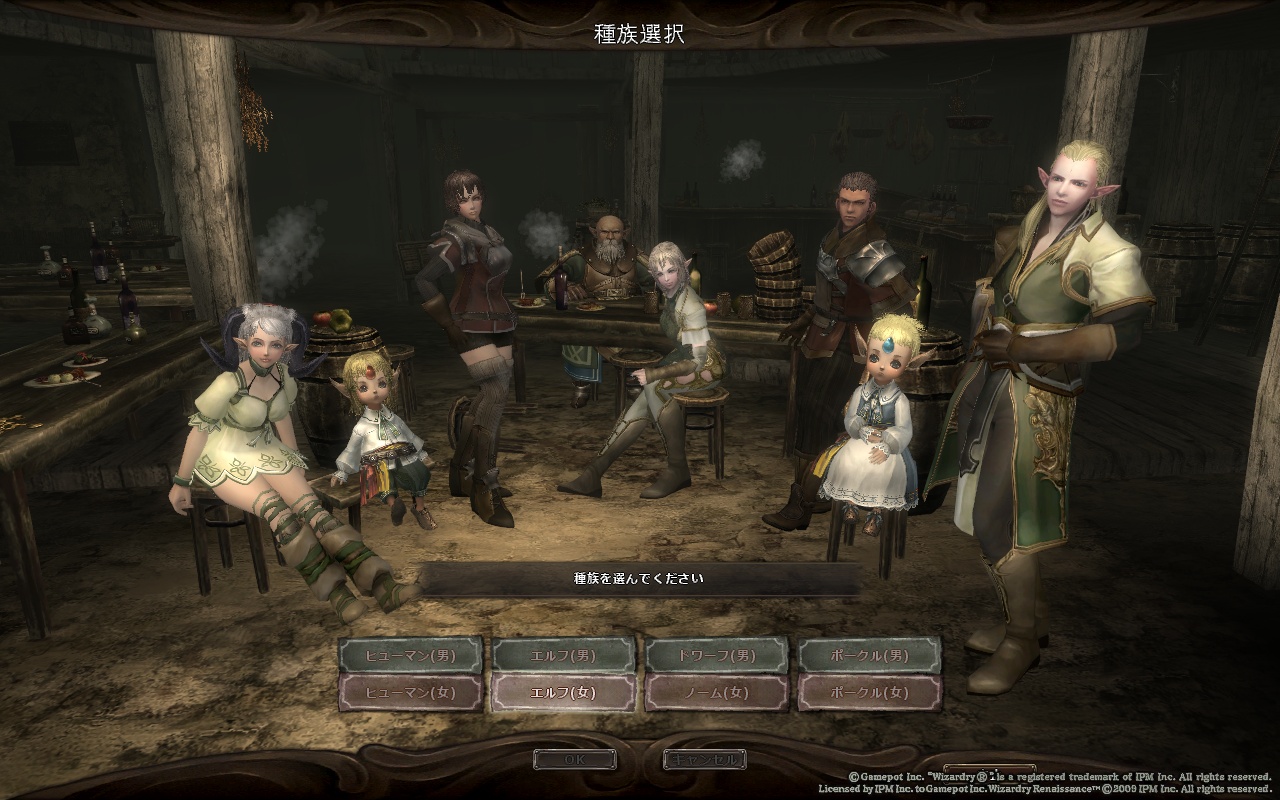 種族選択
種族を選んでください
ヒューマン(男) エルフ(男) ドワーフ(男) ポークル(男)
ヒューマン(女) エルフ(女) ノーム(女) ポークル(女)
OK キャンセル
©Gamepot Inc. "Wizardry®" is a registered trademark of IPM Inc. All rights reserved.
Licensed by IPM Inc. to Gamepot Inc. Wizardry Renaissance™ ©2009 IPM Inc. All rights reserved.